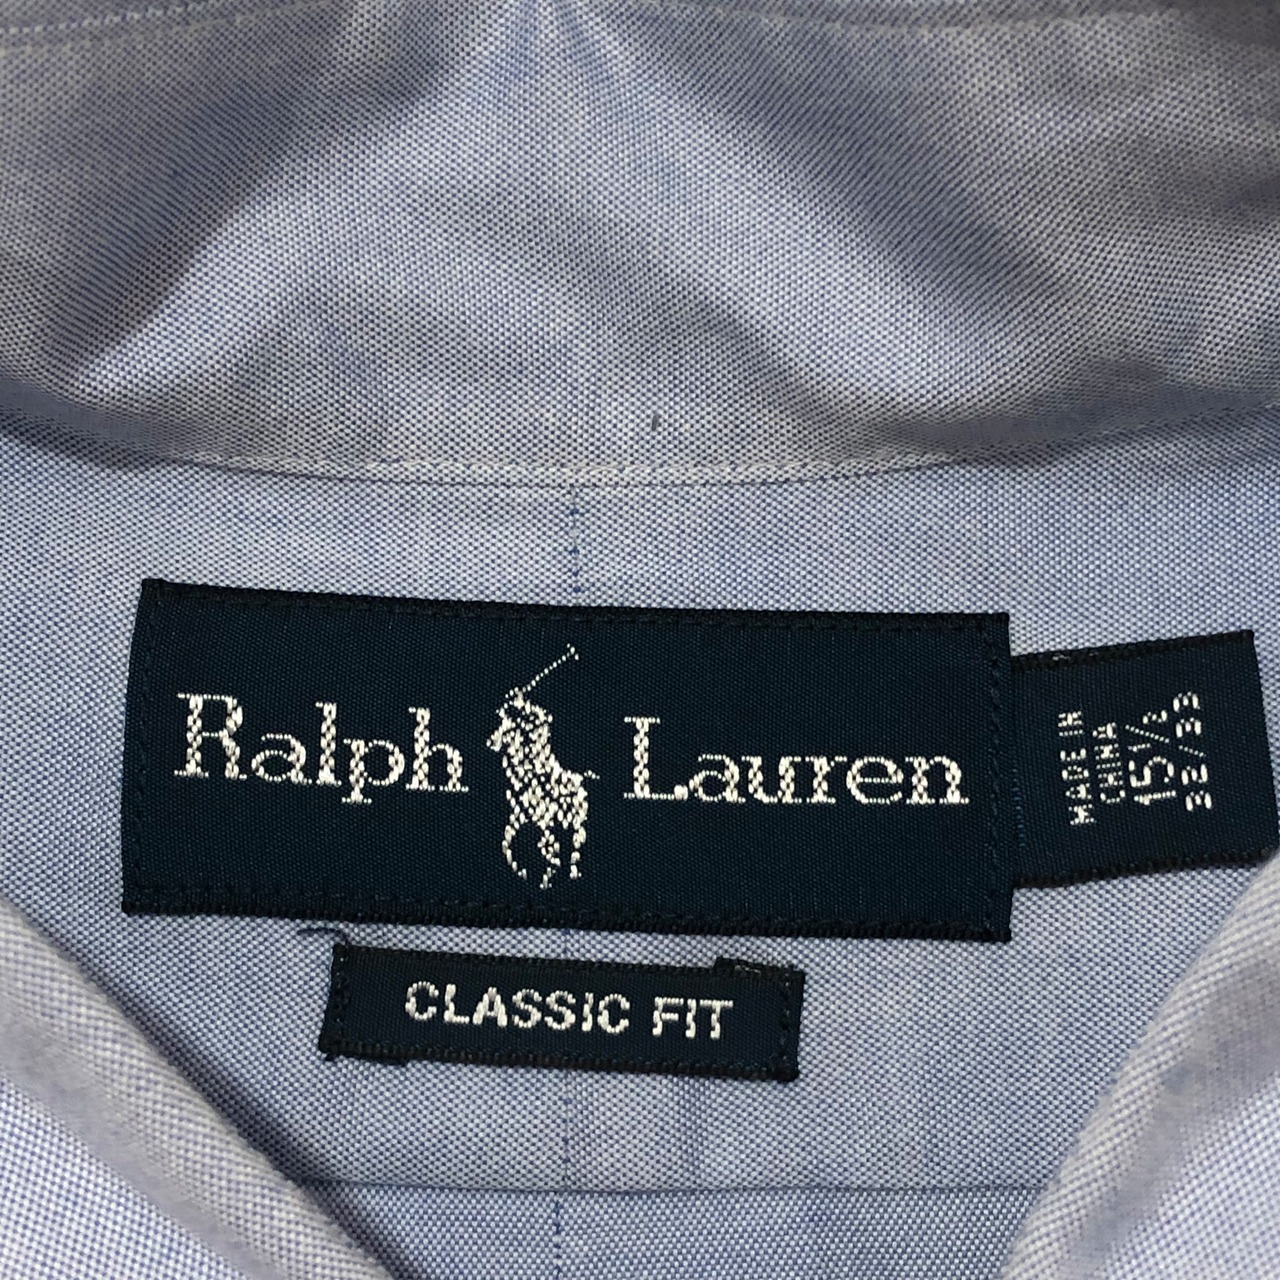 Ralph Lauren
MADE IN
CHINA
15 1/2
32/33
CLASSIC FIT